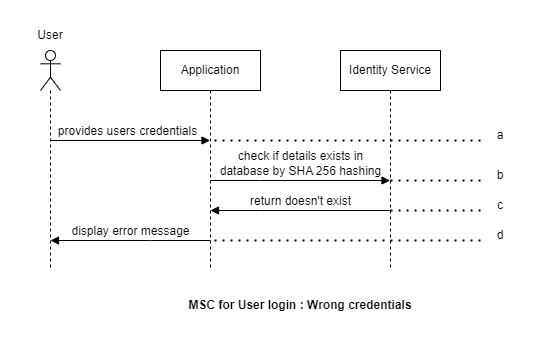 User
Application
Identity Service
provides users credentials
a
check if details exists in
database by SHA 256 hashing
b
return doesn't exist
c
display error message
d
MSC for User login : Wrong credentials